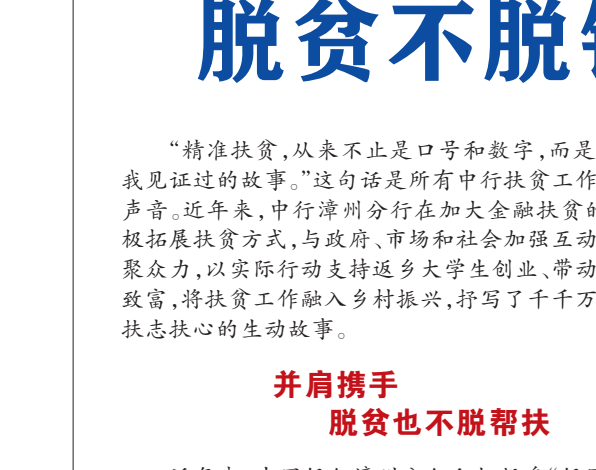 脱贫不脱
“精准扶贫,从来不止是口号和数字,而是
我见证过的故事。”这句话是所有中行扶贫工作
声音。近年来,中行漳州分行在加大金融扶贫的
极拓展扶贫方式,与政府、市场和社会加强互动
聚众力,以实际行动支持返乡大学生创业、带动
致富,将扶贫工作融入乡村振兴,抒写了千千万
扶志扶心的生动故事。
并肩携手
脱贫也不脱帮扶